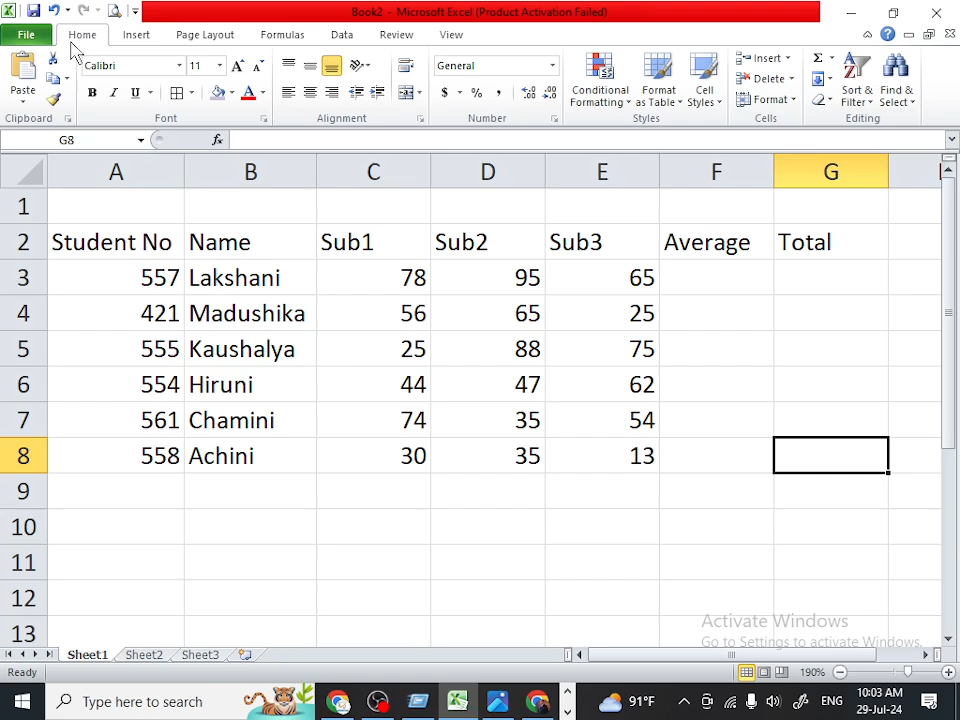 Book2 - Microsoft Excel (Product Activation Failed)
File Home Insert Page Layout Formulas Data Review View
Calibri 11 General
Paste B I U $ % ,
Conditional Formatting Format as Table Cell Styles
Insert
Delete
Format
Sort & Filter Find & Select
Clipboard Font Alignment Number Styles Cells Editing
G8 fx
A B C D E F G
1
2 Student No Name Sub1 Sub2 Sub3 Average Total
3 557 Lakshani 78 95 65
4 421 Madushika 56 65 25
5 555 Kaushalya 25 88 75
6 554 Hiruni 44 47 62
7 561 Chamini 74 35 54
8 558 Achini 30 35 13
9
10
11
12
13
Activate Windows
Go to Settings to activate Windows.
Sheet1 Sheet2 Sheet3
Ready 190%
Type here to search 91°F ENG 10:03 AM
29-Jul-24